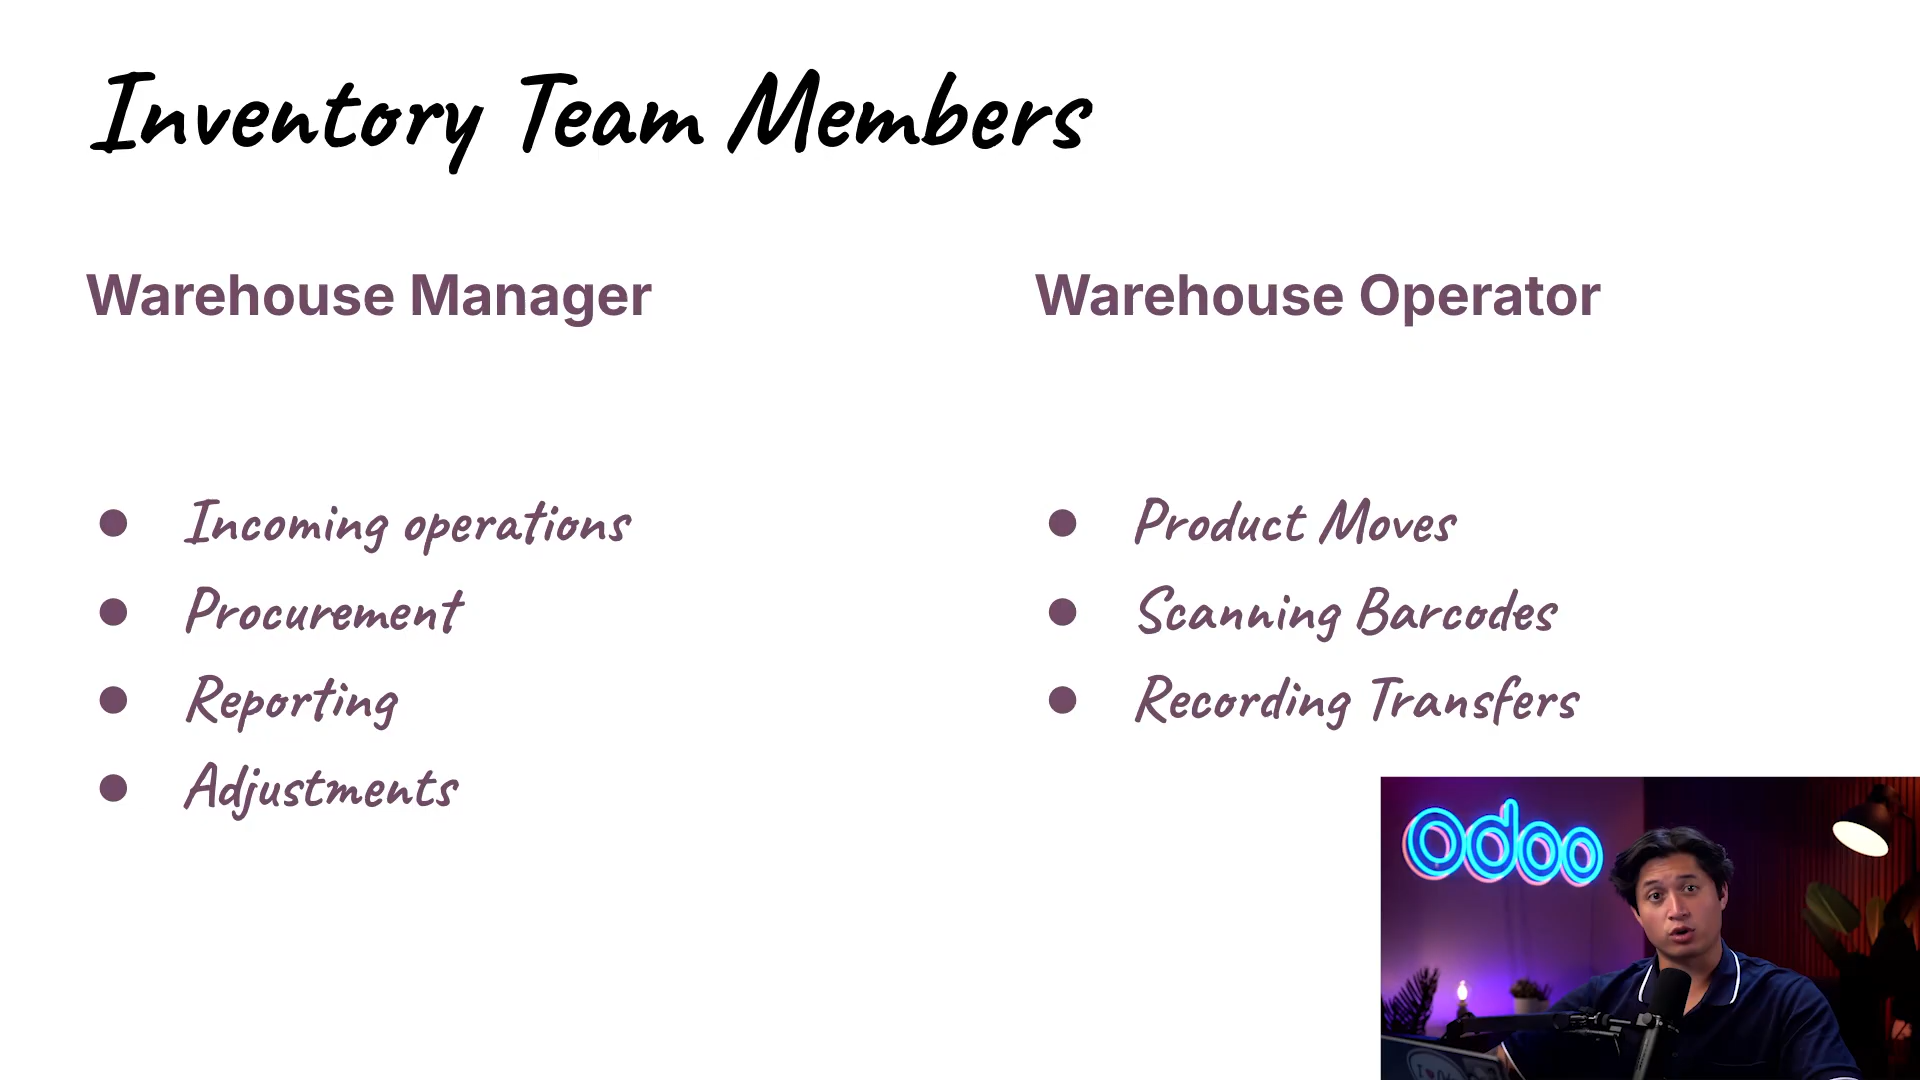 Inventory Team Members
Warehouse Manager
Incoming operations
Procurement
Reporting
Adjustments
Warehouse Operator
Product Moves
Scanning Barcodes
Recording Transfers
odoo